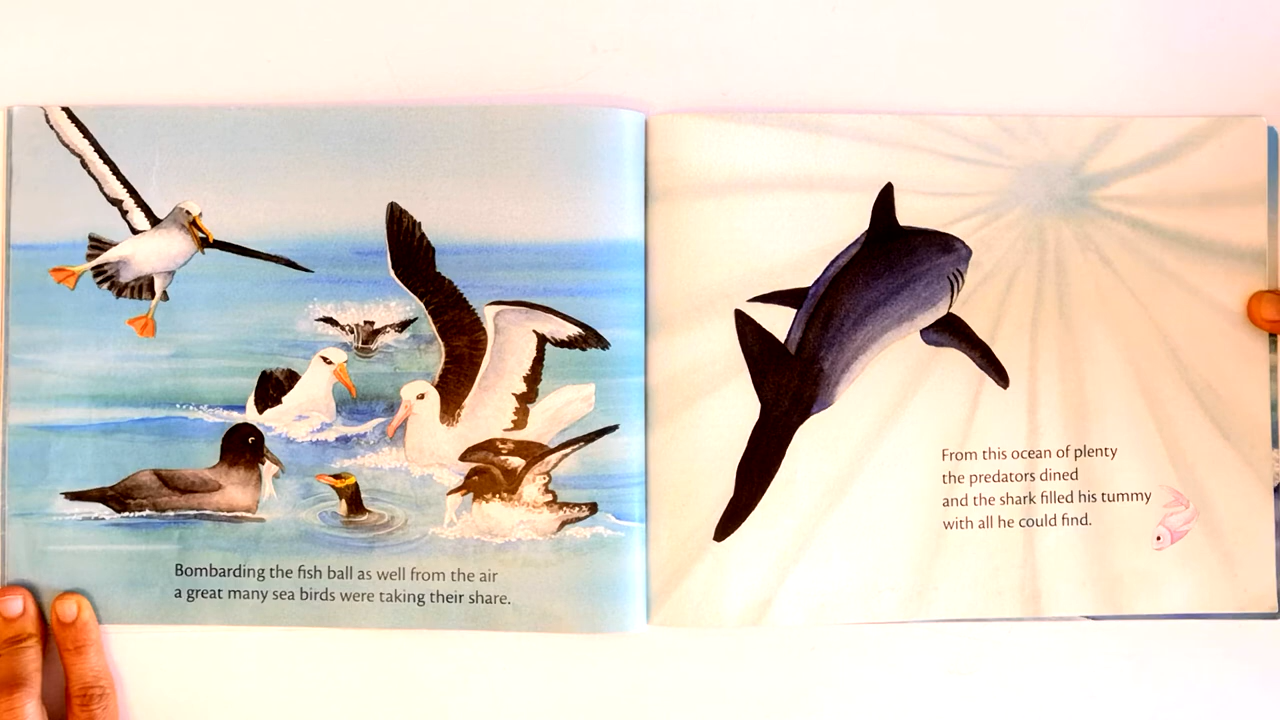 Bombarding the fish ball as well from the air
a great many sea birds were taking their share.
From this ocean of plenty
the predators dined
and the shark filled his tummy
with all he could find.